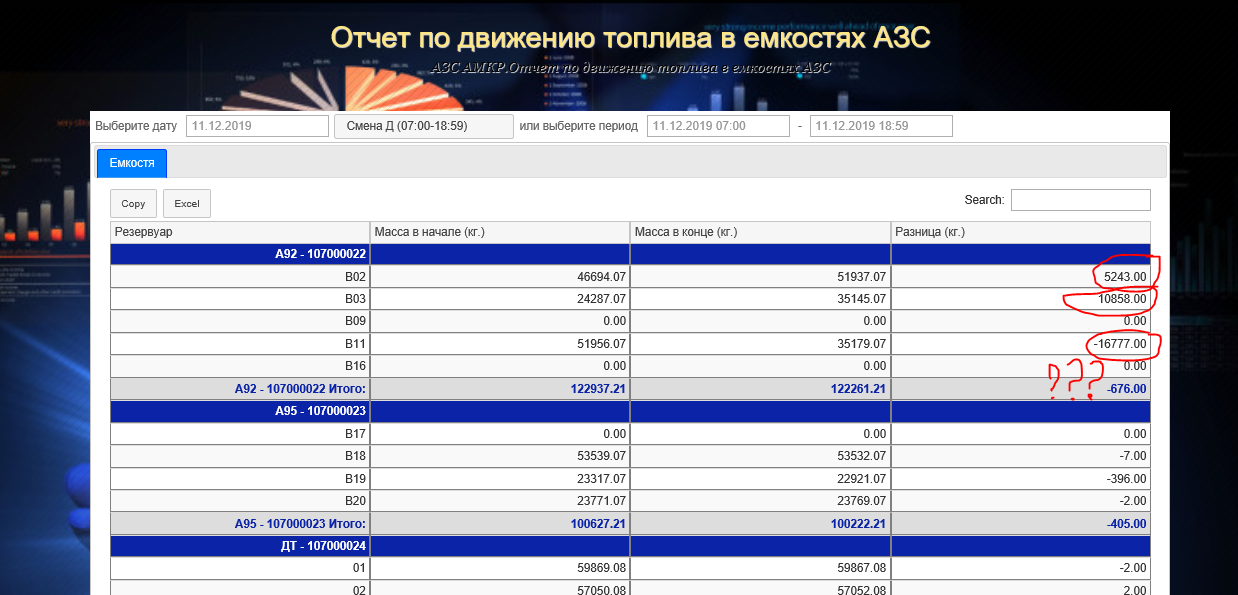 Отчет по движению топлива в емкостях АЗС
АЗС АМКР.Отчет по движению топлива в емкостях АЗС
Выберите дату 11.12.2019 Смена Д (07:00-18:59) или выберите период 11.12.2019 07:00 - 11.12.2019 18:59
Емкостя
Copy Excel Search:
Резервуар Масса в начале (кг.) Масса в конце (кг.) Разница (кг.)
А92 - 107000022
В02 46694.07 51937.07 5243.00
В03 24287.07 35145.07 10858.00
В09 0.00 0.00 0.00
В11 51956.07 35179.07 -16777.00
В16 0.00 0.00 0.00
???
А92 - 107000022 Итого: 122937.21 122261.21 -676.00
А95 - 107000023
В17 0.00 0.00 0.00
В18 53539.07 53532.07 -7.00
В19 23317.07 22921.07 -396.00
В20 23771.07 23769.07 -2.00
А95 - 107000023 Итого: 100627.21 100222.21 -405.00
ДТ - 107000024
01 59869.08 59867.08 -2.00
02 57050.08 57052.08 2.00